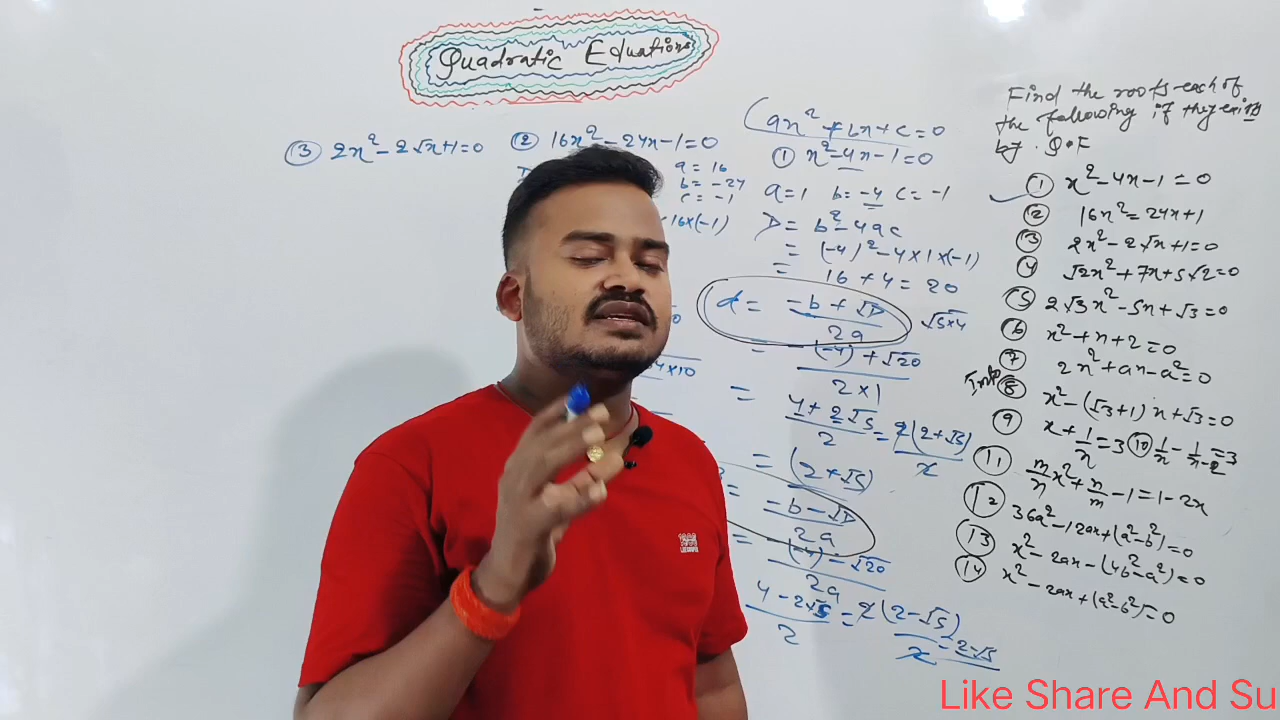 Quadratic Equations
Find the roots each of
the following if they exist
by Q.F
① x²-4x-1=0
② 16x²=24x+1
③ 2x²-2√x+1=0
④ √2x²+7x+5√2=0
⑤ 2√3x²-5x+√3=0
⑥ x²+x+2=0
⑦ 2x²+ax-a²=0
⑧ x²-(√3+1)x+√3=0
⑨ x+1/x=3 ⑩ 1/x-1/x-2=3
⑪ m/n x²+n/m-1=1-2x
⑫ 36a²-12ax+(a²-b²)=0
⑬ x²-2ax-(4b²-a²)=0
⑭ x²-2ax+(a²-b²)=0
ax²+bx+c=0
① x²-4x-1=0
a=1 b=-4 c=-1
D= b²-4ac
= (-4)²-4×1×(-1)
= 16+4=20
α= -b+√D/2a
√5×4
= -(-4)+√20/2×1
= 4+2√5/2 = 2(2+√5)/2
= (2+√5)
= -b-√D/2a
= -(-4)-√20/2a
4-2√5/2 = 2(2-√5)/2 = 2-√5
② 16x²-24x-1=0
a=16
b=-24
c=-1
16×(-1)
③ 2x²-2√x+1=0
Like Share And Su